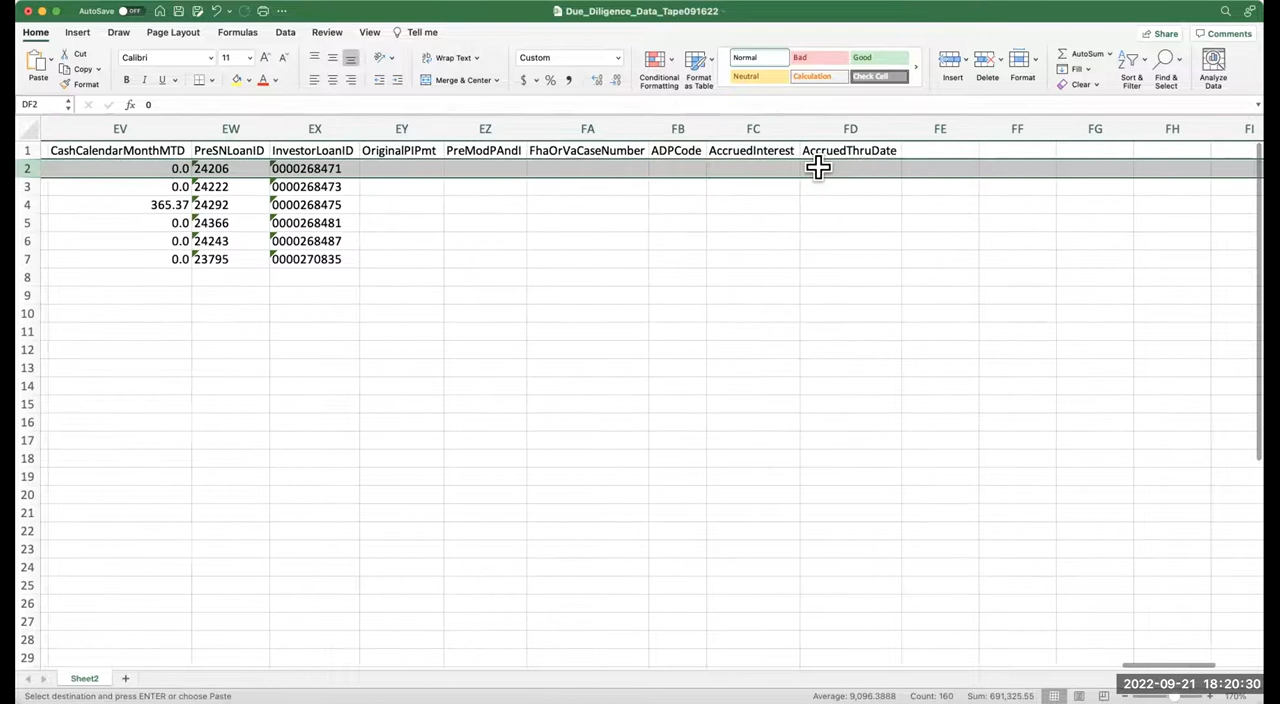 AutoSave OFF
Due_Diligence_Data_Tape091622
Home Insert Draw Page Layout Formulas Data Review View Tell me
Share Comments
Paste
Cut
Copy
Format
Calibri 11
Wrap Text
Merge & Center
Custom
Conditional Formatting
Format as Table
Normal Bad Good
Neutral Calculation Check Cell
Insert
Delete
Format
AutoSum
Fill
Clear
Sort & Filter
Find & Select
Analyze Data
DF2 fx 0
EV EW EX EY EZ FA FB FC FD FE FF FG FH FI
1 CashCalendarMonthMTD PreSNLoanID InvestorLoanID OriginalPIPmt PreModPAndI FhaOrVaCaseNumber ADPCode AccruedInterest AccruedThruDate
2 0.0 24206 0000268471
3 0.0 24222 0000268473
4 365.37 24292 0000268475
5 0.0 24366 0000268481
6 0.0 24243 0000268487
7 0.0 23795 0000270835
8
9
10
11
12
13
14
15
16
17
18
19
20
21
22
23
24
25
26
27
28
29
Sheet2
2022-09-21 18:20:30
Select destination and press ENTER or choose Paste Average: 9,096.3888 Count: 160 Sum: 691,325.55 170%